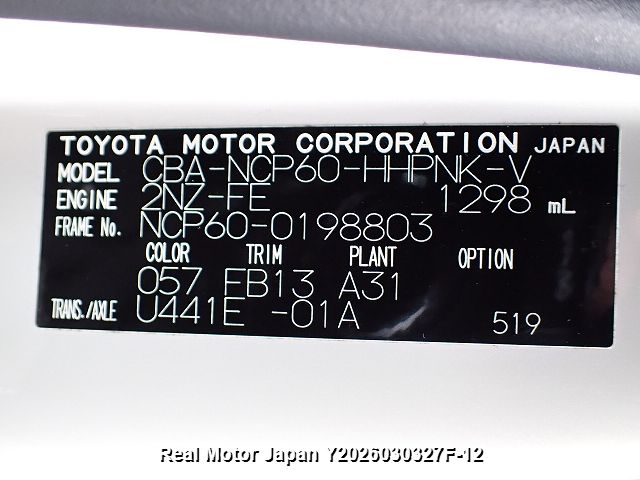 TOYOTA MOTOR CORPORATION JAPAN
MODEL CBA-NCP60-HHPNK-V
ENGINE 2NZ-FE 1298 mL
FRAME No. NCP60-0198803
COLOR TRIM PLANT OPTION
057 FB13 A31
TRANS./AXLE U441E -01A 519
Real Motor Japan Y2026030327F-12